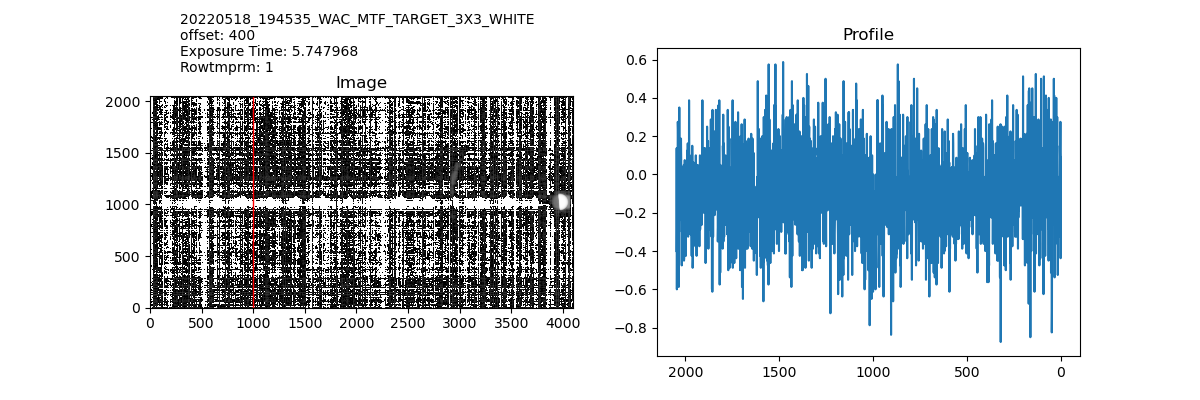 20220518_194535_WAC_MTF_TARGET_3X3_WHITE
offset: 400
Exposure Time: 5.747968
Rowtmprm: 1
Image
2000
1500
1000
500
0
0 500 1000 1500 2000 2500 3000 3500 4000
Profile
0.6
0.4
0.2
0.0
−0.2
−0.4
−0.6
−0.8
2000 1500 1000 500 0